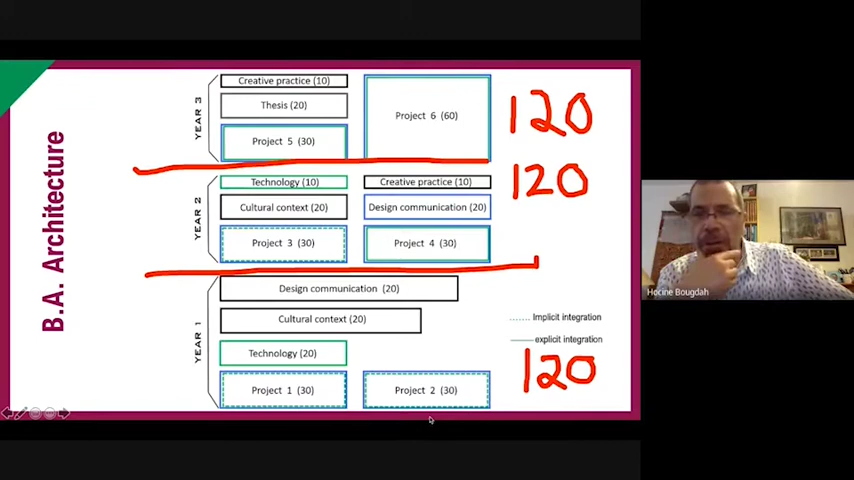 B.A. Architecture
YEAR 3
Creative practice (10)
Thesis (20)
Project 5 (30)
Project 6 (60)
120
YEAR 2
Technology (10)
Creative practice (10)
Cultural context (20)
Design communication (20)
Project 3 (30)
Project 4 (30)
120
YEAR 1
Design communication (20)
Cultural context (20)
Technology (20)
Project 1 (30)
Project 2 (30)
Implicit integration
explicit integration
120
Hocine Bougdah